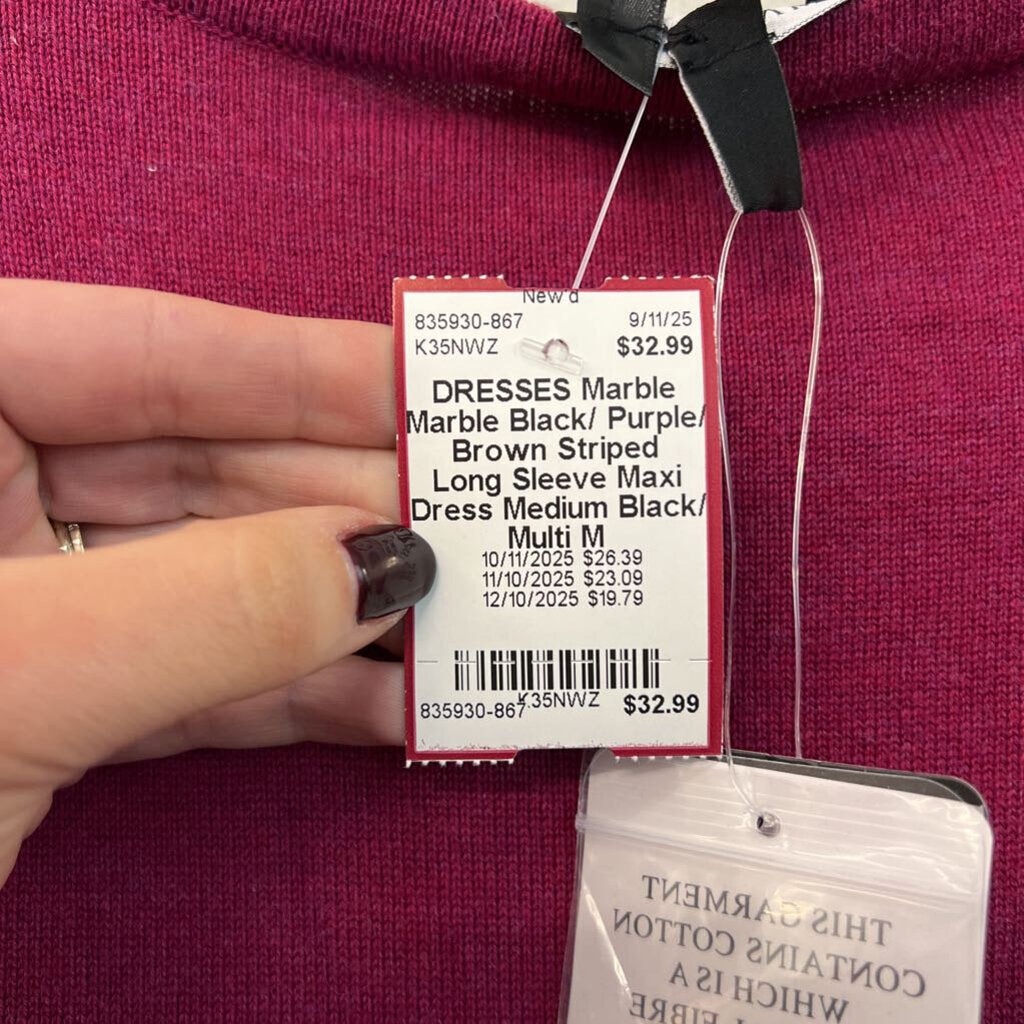 New'd
835930-867 9/11/25
K35NWZ $32.99
DRESSES Marble
Marble Black/ Purple/
Brown Striped
Long Sleeve Maxi
Dress Medium Black/
Multi M
10/11/2025 $26.39
11/10/2025 $23.09
12/10/2025 $19.79
K35NWZ
835930-867 $32.99
THIS GARMENT
CONTAINS COTTON
WHICH IS A
FIBRE